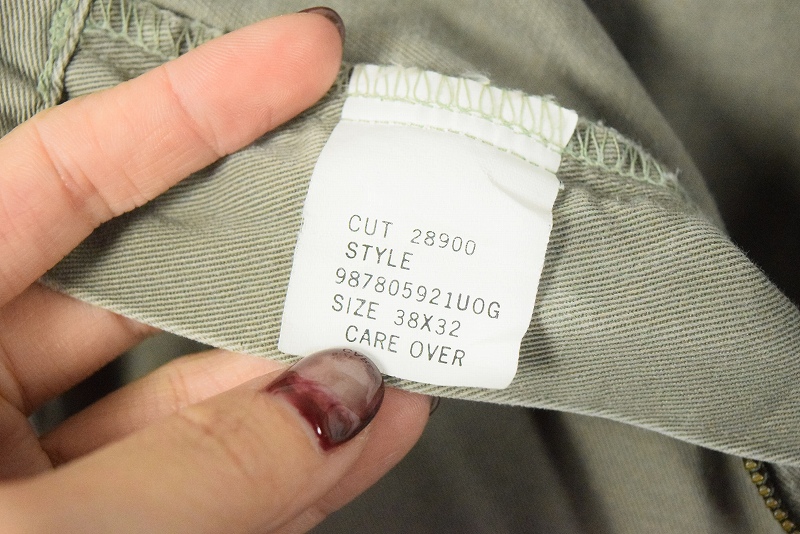 CUT 28900
STYLE
987805921UOG
SIZE 38X32
CARE OVER